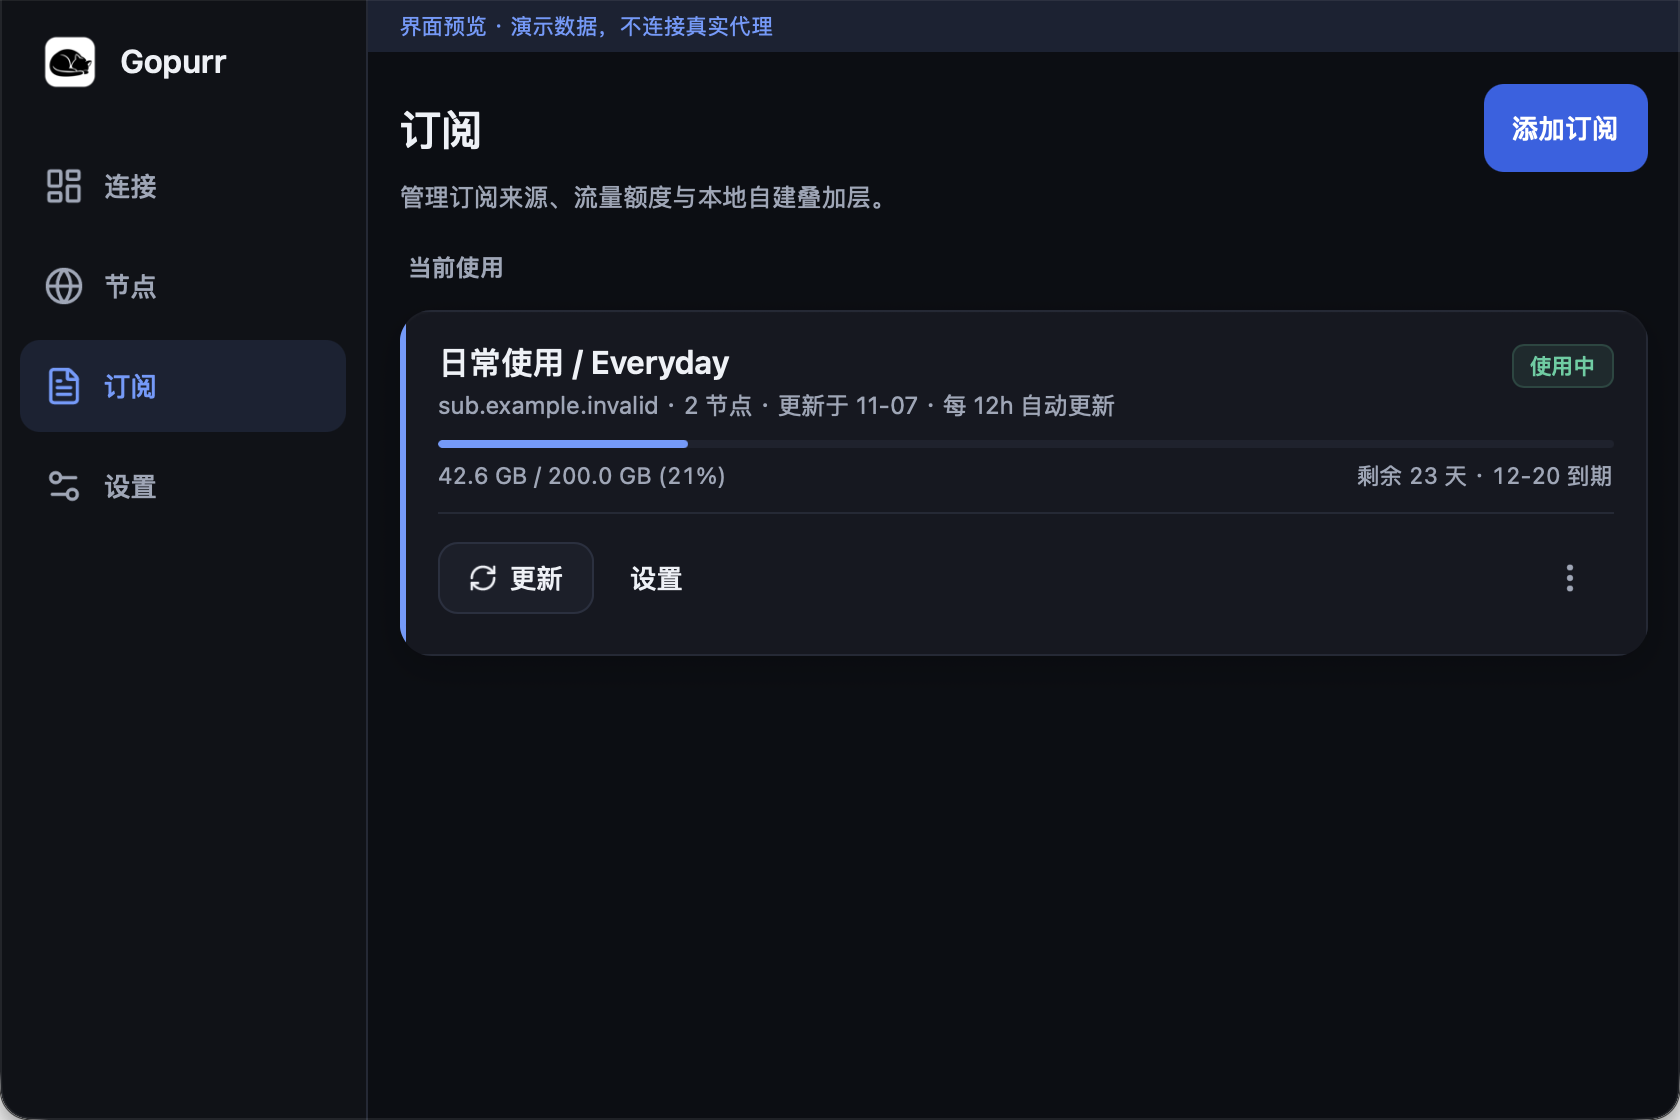 Gopurr
连接
节点
订阅
设置
界面预览 · 演示数据，不连接真实代理
订阅
添加订阅
管理订阅来源、流量额度与本地自建叠加层。
当前使用
日常使用 / Everyday
使用中
sub.example.invalid · 2 节点 · 更新于 11-07 · 每 12h 自动更新
42.6 GB / 200.0 GB (21%)
剩余 23 天 · 12-20 到期
更新
设置